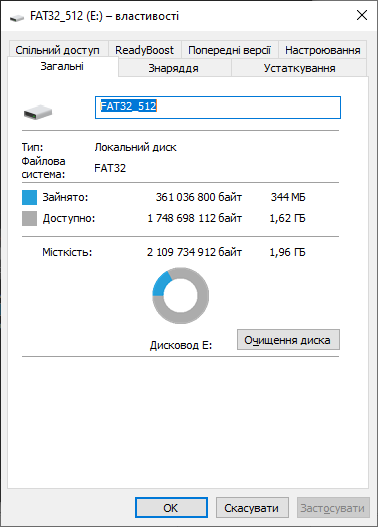 FAT32_512 (E:) – властивості
Спільний доступ ReadyBoost Попередні версії Настроювання
Загальні Знаряддя Устаткування
FAT32_512
Тип: Локальний диск
Файлова система: FAT32
Зайнято: 361 036 800 байт 344 МБ
Доступно: 1 748 698 112 байт 1,62 ГБ
Місткість: 2 109 734 912 байт 1,96 ГБ
Дисковод E: Очищення диска
OK Скасувати Застосувати